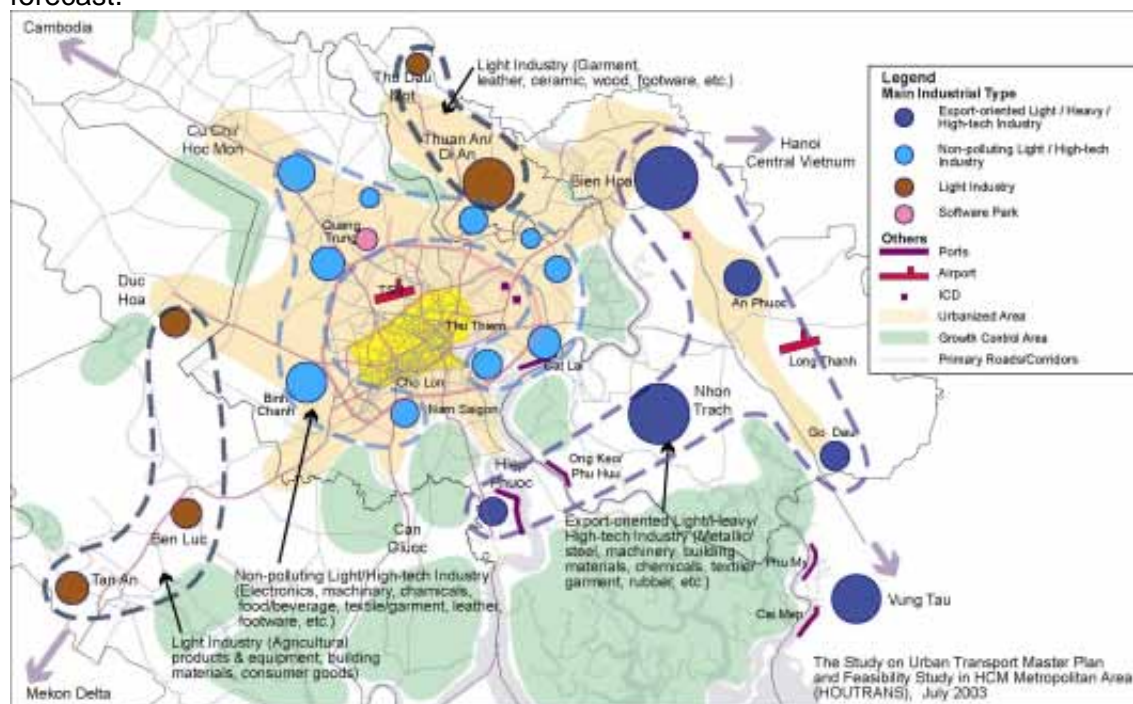 forecast.
Cambodia
Light Industry (Garment,
leather, ceramic, wood, footware, etc.)
Thu Dau
Mot
Cu Chi/
Hoc Mon
Thuan An/
Di An
Bien Hoa
Hanoi
Central Vietnum
Quang
Trung
Duc
Hoa
An Phuoc
Thu Thiem
Long Thanh
Cat Lai
Cho Lon
Binh
Chanh
Nam Saigon
Nhon
Trach
Go Dau
Hiep
Phuoc
Ong Keo/
Phu Huu
Ben Luc
Can
Giuoc
Export-oriented Light/Heavy/
High-tech Industry (Metallic/
steel, machinery, building
materials, chemicals, textile/
garment, rubber, etc.)
Phu My
Tan An
Non-polluting Light/High-tech Industry
(Electronics, machinary, chamicals,
food/beverage, textile/garment, leather,
footware, etc.)
Vung Tau
Cai Mep
Light Industry (Agricultural
products & equipment, building
materials, consumer goods)
Mekon Delta
Legend
Main Industrial Type
Export-oriented Light / Heavy /
High-tech Industry
Non-polluting Light / High-tech
Industry
Light Industry
Software Park
Others
Ports
Airport
ICD
Urbanized Area
Growth Control Area
Primary Roads/Corridors
The Study on Urban Transport Master Plan
and Feasibility Study in HCM Metropolitan Area
(HOUTRANS), July 2003